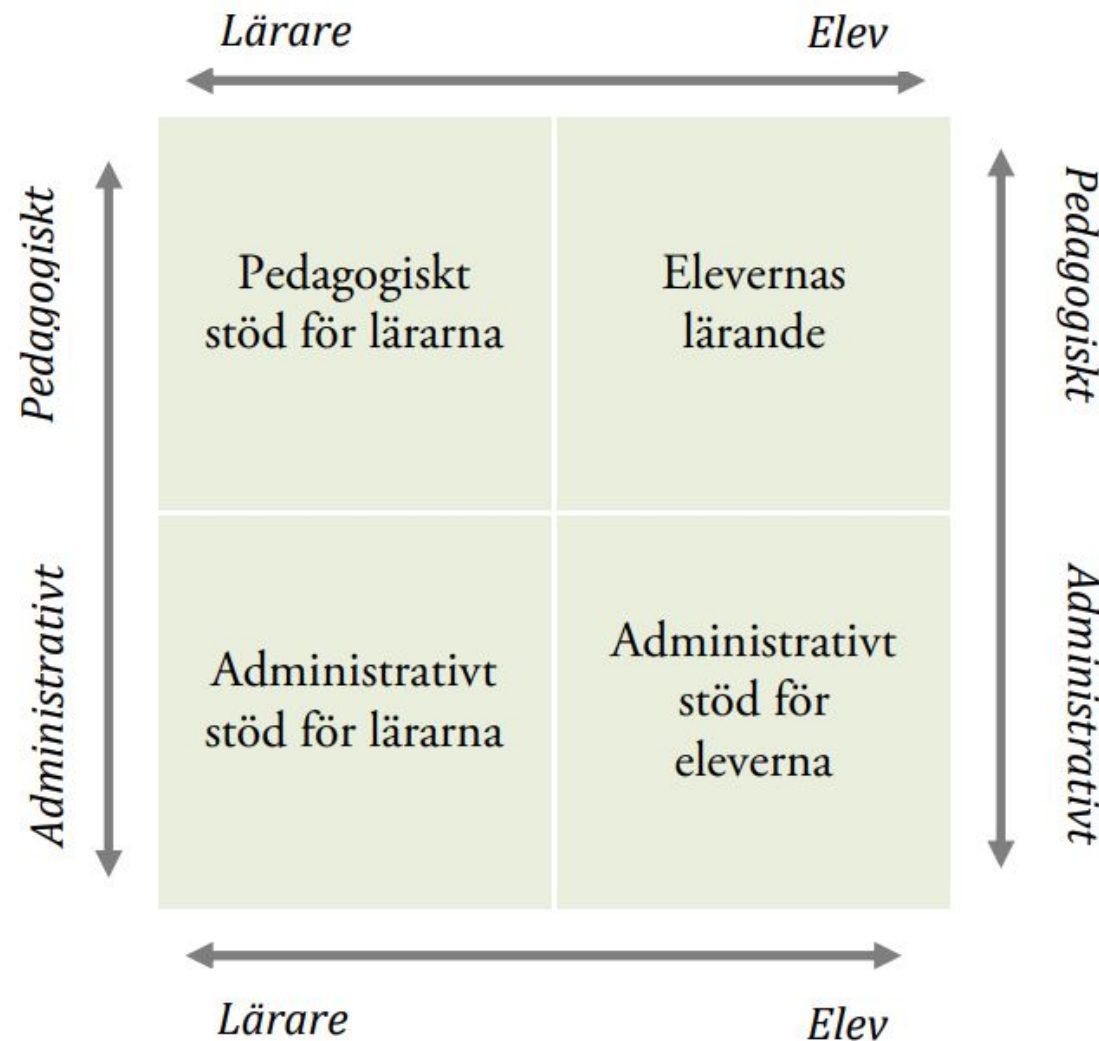 Lärare
Elev
Pedagogiskt
Administrativt
Pedagogiskt
stöd för lärarna
Elevernas
lärande
Administrativt
stöd för lärarna
Administrativt
stöd för
eleverna
Pedagogiskt
Administrativt
Lärare
Elev